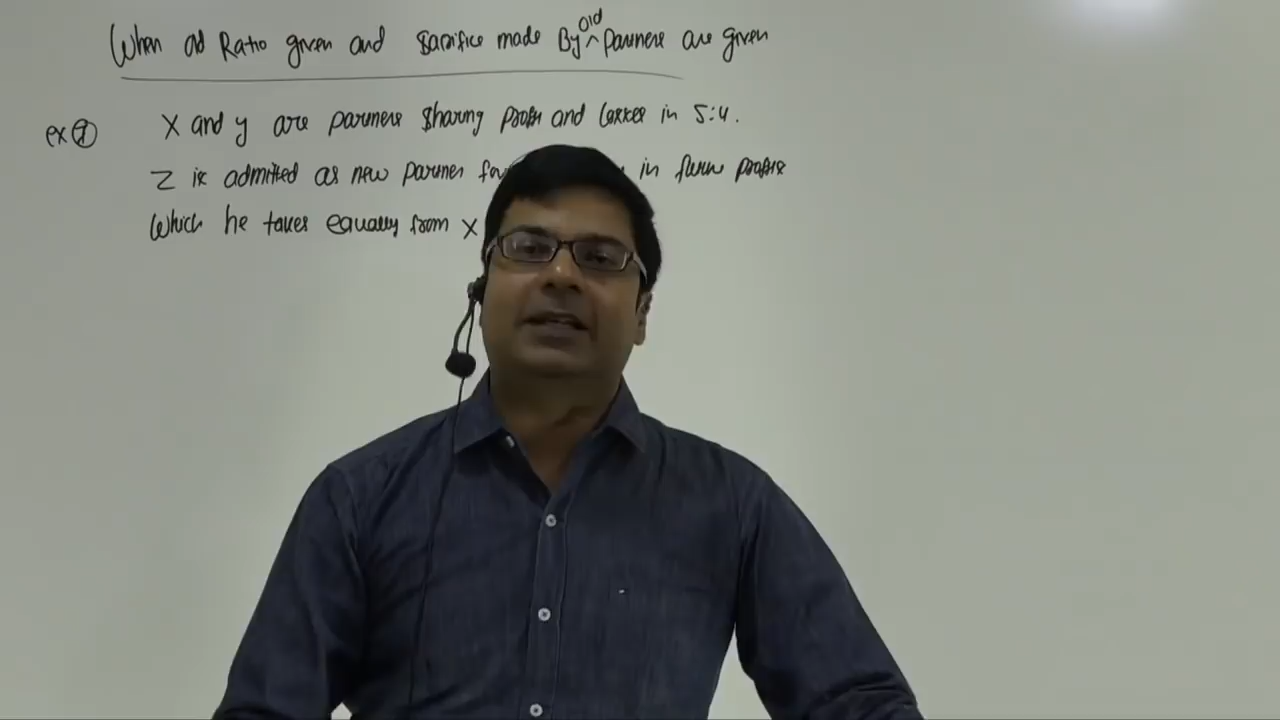 When old Ratio given and sacrifice made By old Partners are given
ex ① X and y are partners sharing profit and losses in 5:4.
Z is admitted as new partner for in firm profits
which he takes equally from X